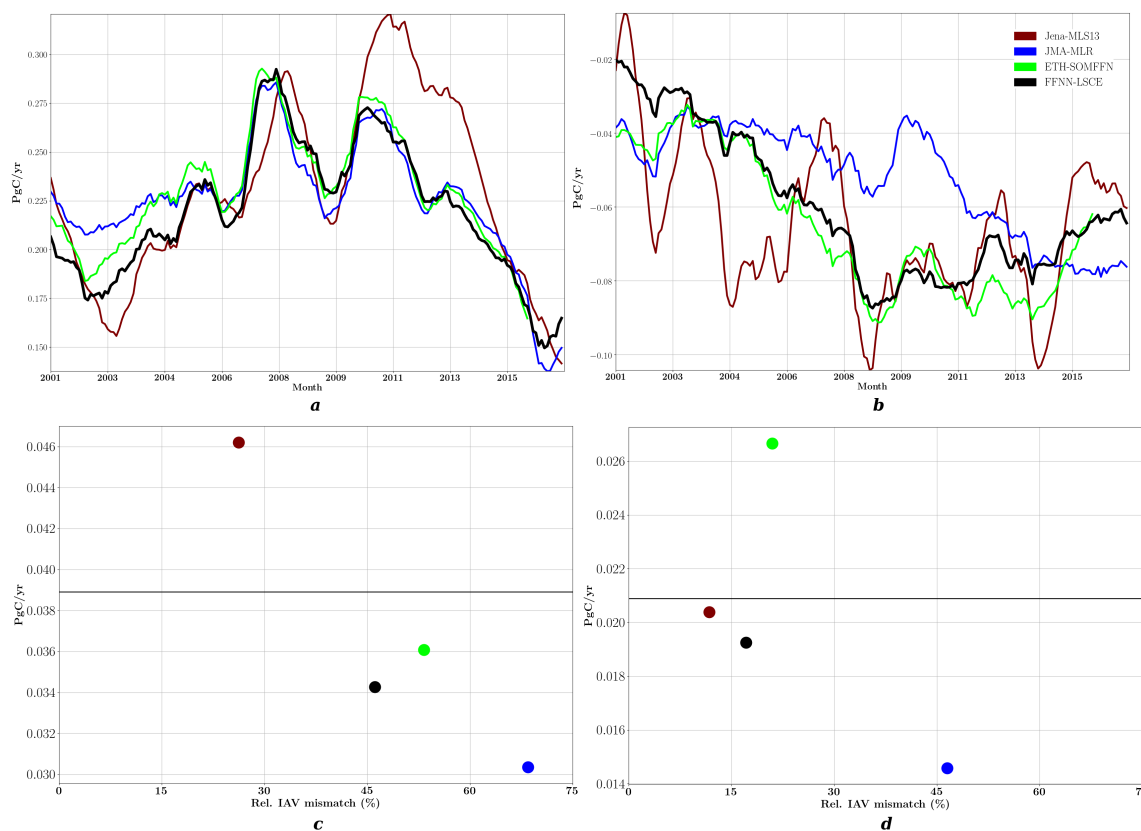 0.300
0.275
0.250
0.225
0.200
0.175
0.150
PgC/yr
2001 2003 2004 2006 2008 2009 2011 2013 2015
Month
a
−0.02
−0.04
−0.06
−0.08
−0.10
PgC/yr
Jena-MLS13
JMA-MLR
ETH-SOMFFN
FFNN-LSCE
2001 2003 2004 2006 2008 2009 2011 2013 2015
Month
b
0.046
0.044
0.042
0.040
0.038
0.036
0.034
0.032
0.030
PgC/yr
0 15 30 45 60 75
Rel. IAV mismatch (%)
c
0.026
0.024
0.022
0.020
0.018
0.016
0.014
PgC/yr
0 15 30 45 60 75
Rel. IAV mismatch (%)
d